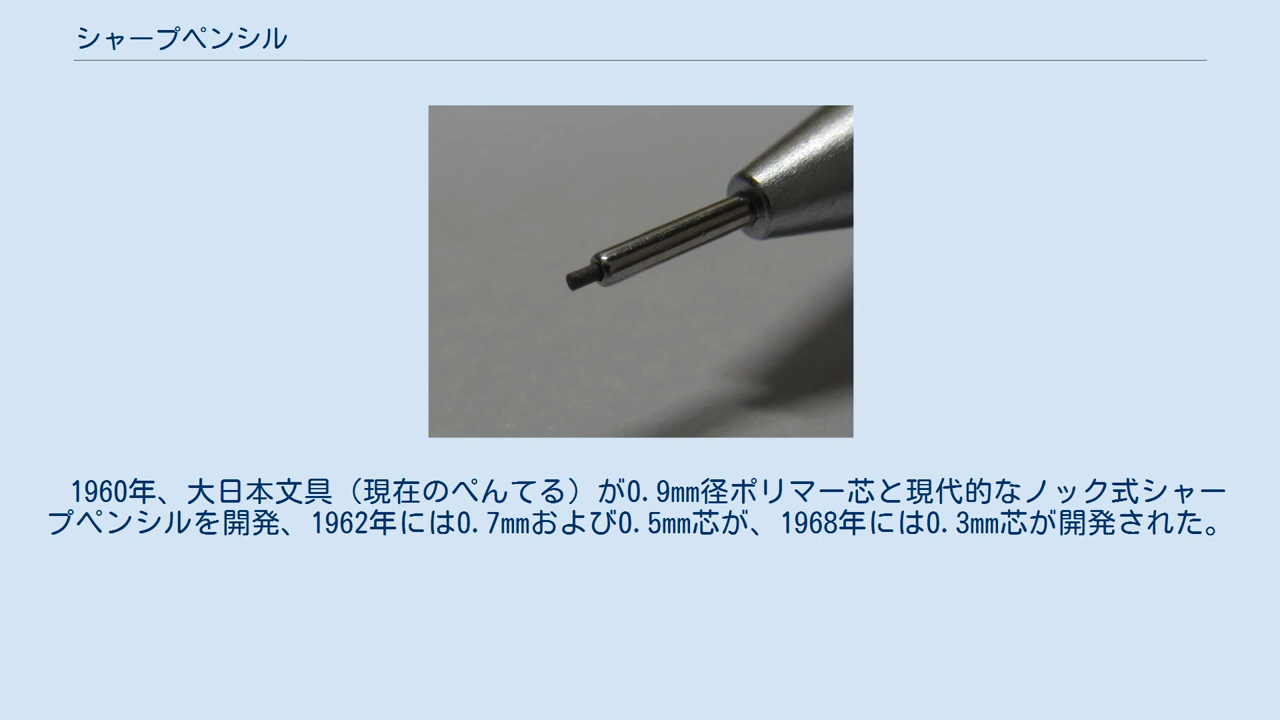 シャープペンシル
1960年、大日本文具（現在のぺんてる）が0.9mm径ポリマー芯と現代的なノック式シャー
プペンシルを開発、1962年には0.7mmおよび0.5mm芯が、1968年には0.3mm芯が開発された。